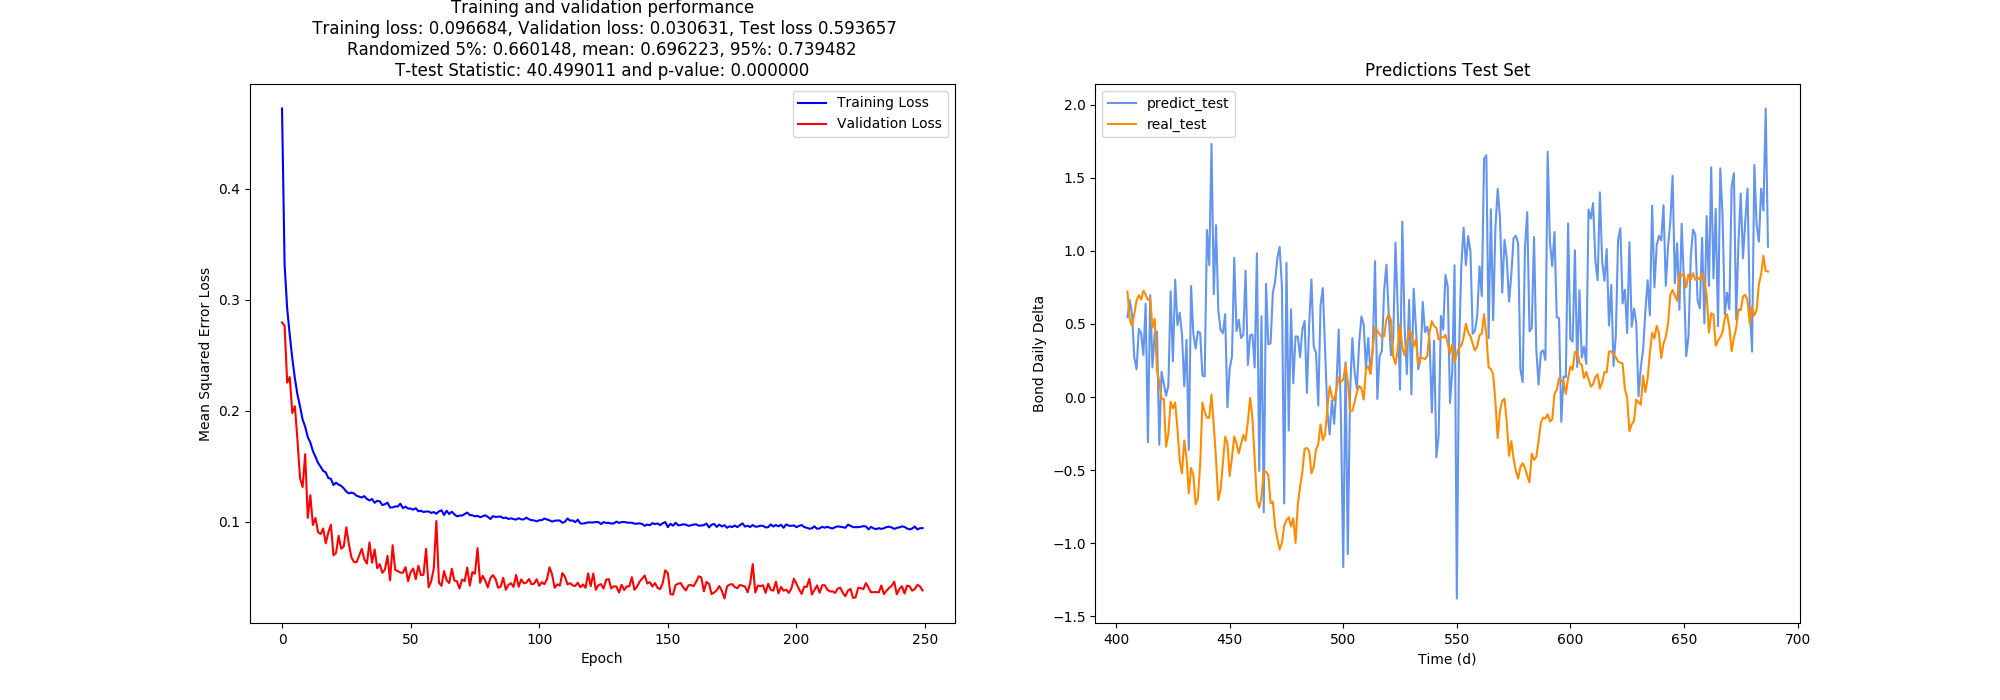 Training and validation performance
Training loss: 0.096684, Validation loss: 0.030631, Test loss 0.593657
Randomized 5%: 0.660148, mean: 0.696223, 95%: 0.739482
T-test Statistic: 40.499011 and p-value: 0.000000
Training Loss
Validation Loss
Mean Squared Error Loss
0.4
0.3
0.2
0.1
0
50
100
150
200
250
Epoch
Predictions Test Set
predict_test
real_test
Bond Daily Delta
2.0
1.5
1.0
0.5
0.0
−0.5
−1.0
−1.5
400
450
500
550
600
650
700
Time (d)